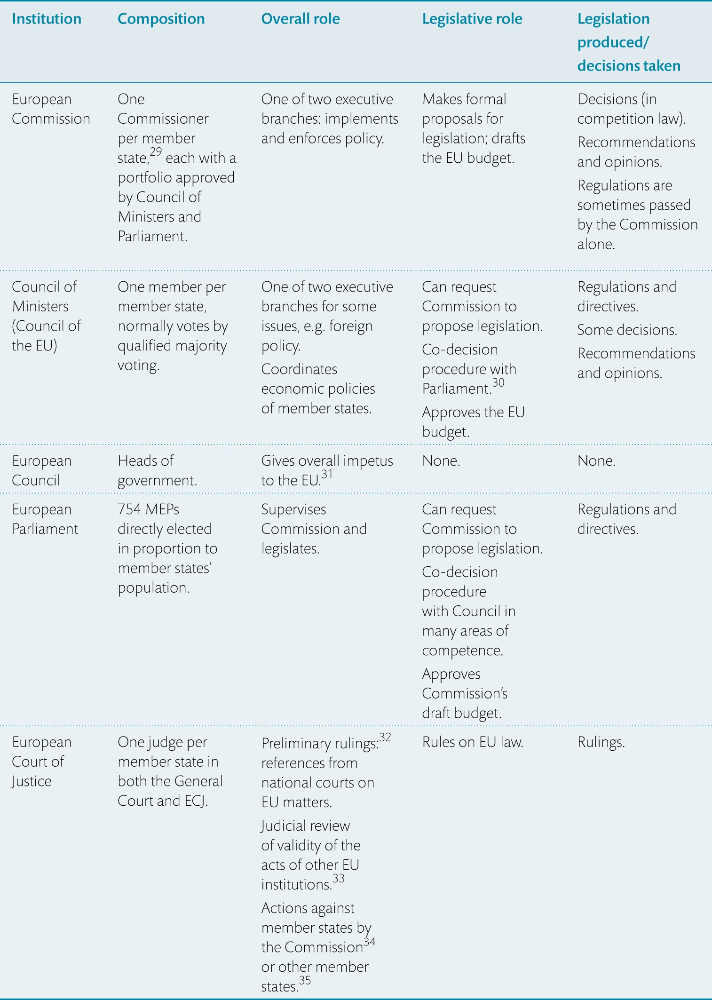 Institution
Composition
Overall role
Legislative role
Legislation
produced/
decisions taken
European
Commission
One
Commissioner
per member
state,29 each with a
portfolio approved
by Council of
Ministers and
Parliament.
One of two executive
branches: implements
and enforces policy.
Makes formal
proposals for
legislation; drafts
the EU budget.
Decisions (in
competition law).
Recommendations
and opinions.
Regulations are
sometimes passed
by the Commission
alone.
Council of
Ministers
(Council of
the EU)
One member per
member state,
normally votes by
qualified majority
voting.
One of two executive
branches for some
issues, e.g. foreign
policy.
Coordinates
economic policies
of member states.
Can request
Commission to
propose legislation.
Co-decision
procedure with
Parliament.30
Approves the EU
budget.
Regulations and
directives.
Some decisions.
Recommendations
and opinions.
European
Council
Heads of
government.
Gives overall impetus
to the EU.31
None.
None.
European
Parliament
754 MEPs
directly elected
in proportion to
member states’
population.
Supervises
Commission and
legislates.
Can request
Commission to
propose legislation.
Co-decision
procedure
with Council in
many areas of
competence.
Approves
Commission’s
draft budget.
Regulations and
directives.
European
Court of
Justice
One judge per
member state in
both the General
Court and ECJ.
Preliminary rulings:32
references from
national courts on
EU matters.
Judicial review
of validity of the
acts of other EU
institutions.33
Actions against
member states by
the Commission34
or other member
states.35
Rules on EU law.
Rulings.